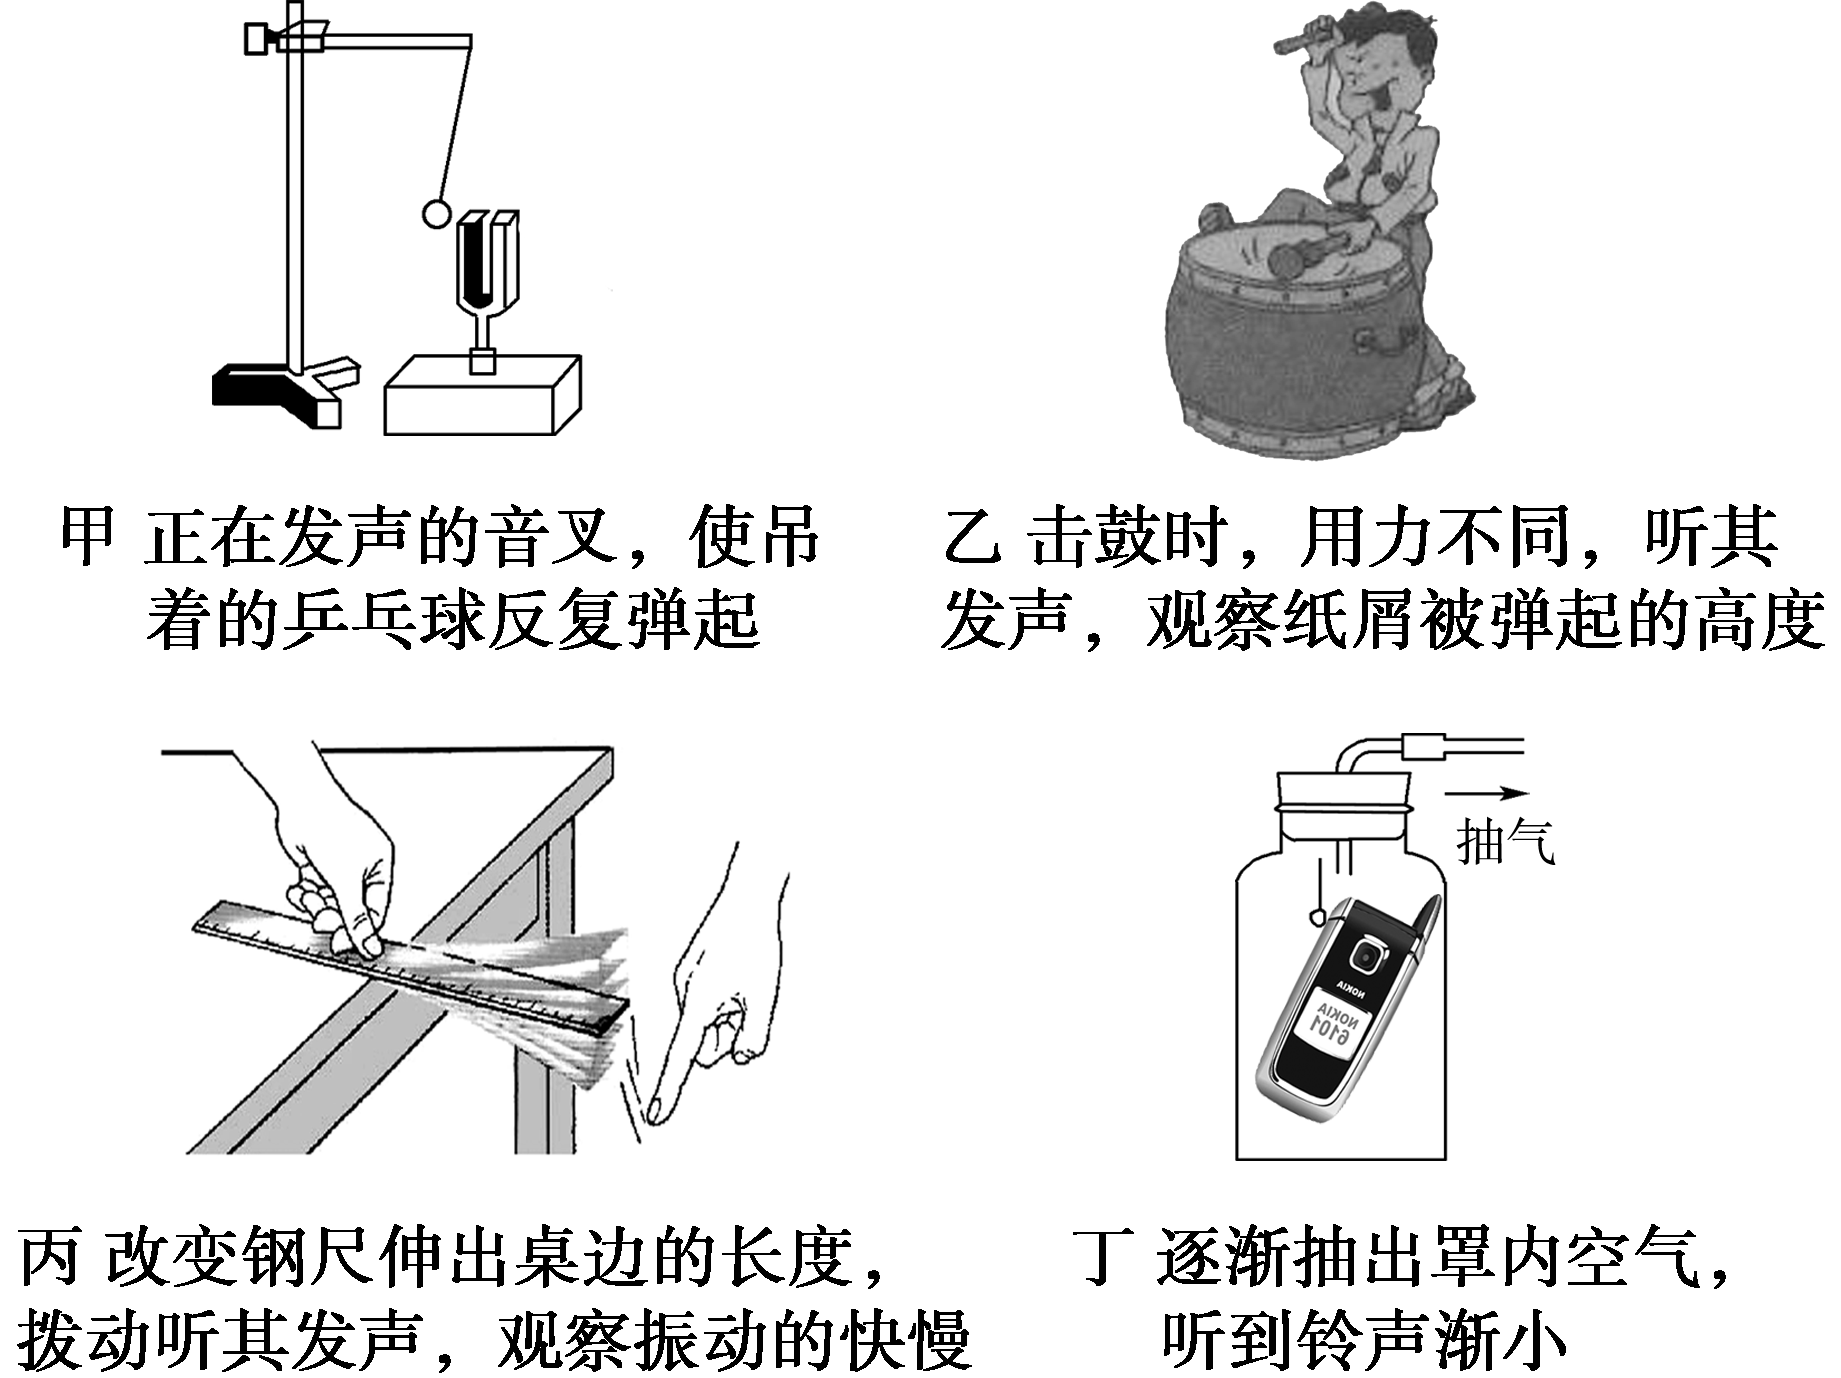 甲 正在发声的音叉，使吊
着的乒乓球反复弹起
乙 击鼓时，用力不同，听其
发声，观察纸屑被弹起的高度
抽气
NOKIA
NOKIA
6101
丙 改变钢尺伸出桌边的长度，
拨动听其发声，观察振动的快慢
丁 逐渐抽出罩内空气，
听到铃声渐小